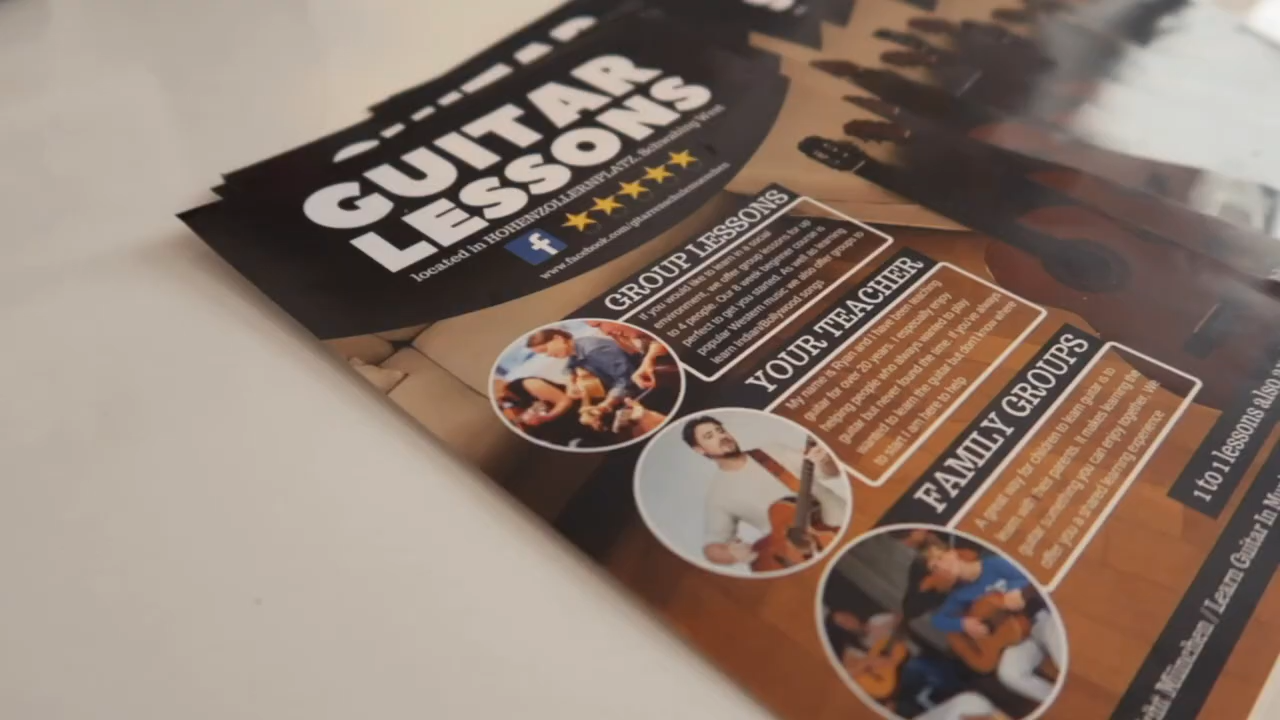 GUITAR
LESSONS
located in HOHENZOLLERNPLATZ, Schwabing West
f
www.facebook.com/gitarrenschulemuenchen
GROUP LESSONS
If you would like to learn in a social
environment, we offer group lessons for up
to 4 people. Our 8 week beginner course is
perfect to get you started. As well as learning
popular Western music we also offer groups to
learn Indian/Bollywood songs
YOUR TEACHER
My name is Ryan and I have been teaching
guitar for over 20 years. I especially enjoy
helping people who always wanted to play
guitar but never found the time. If you've always
wanted to learn the guitar but don't know where
to start I am here to help
FAMILY GROUPS
A great way for children to learn guitar is to
learn with their parents. It makes learning the
guitar something you can enjoy together. We
offer you a shared learning experience
1 to 1 lessons also
München / Learn Guitar In